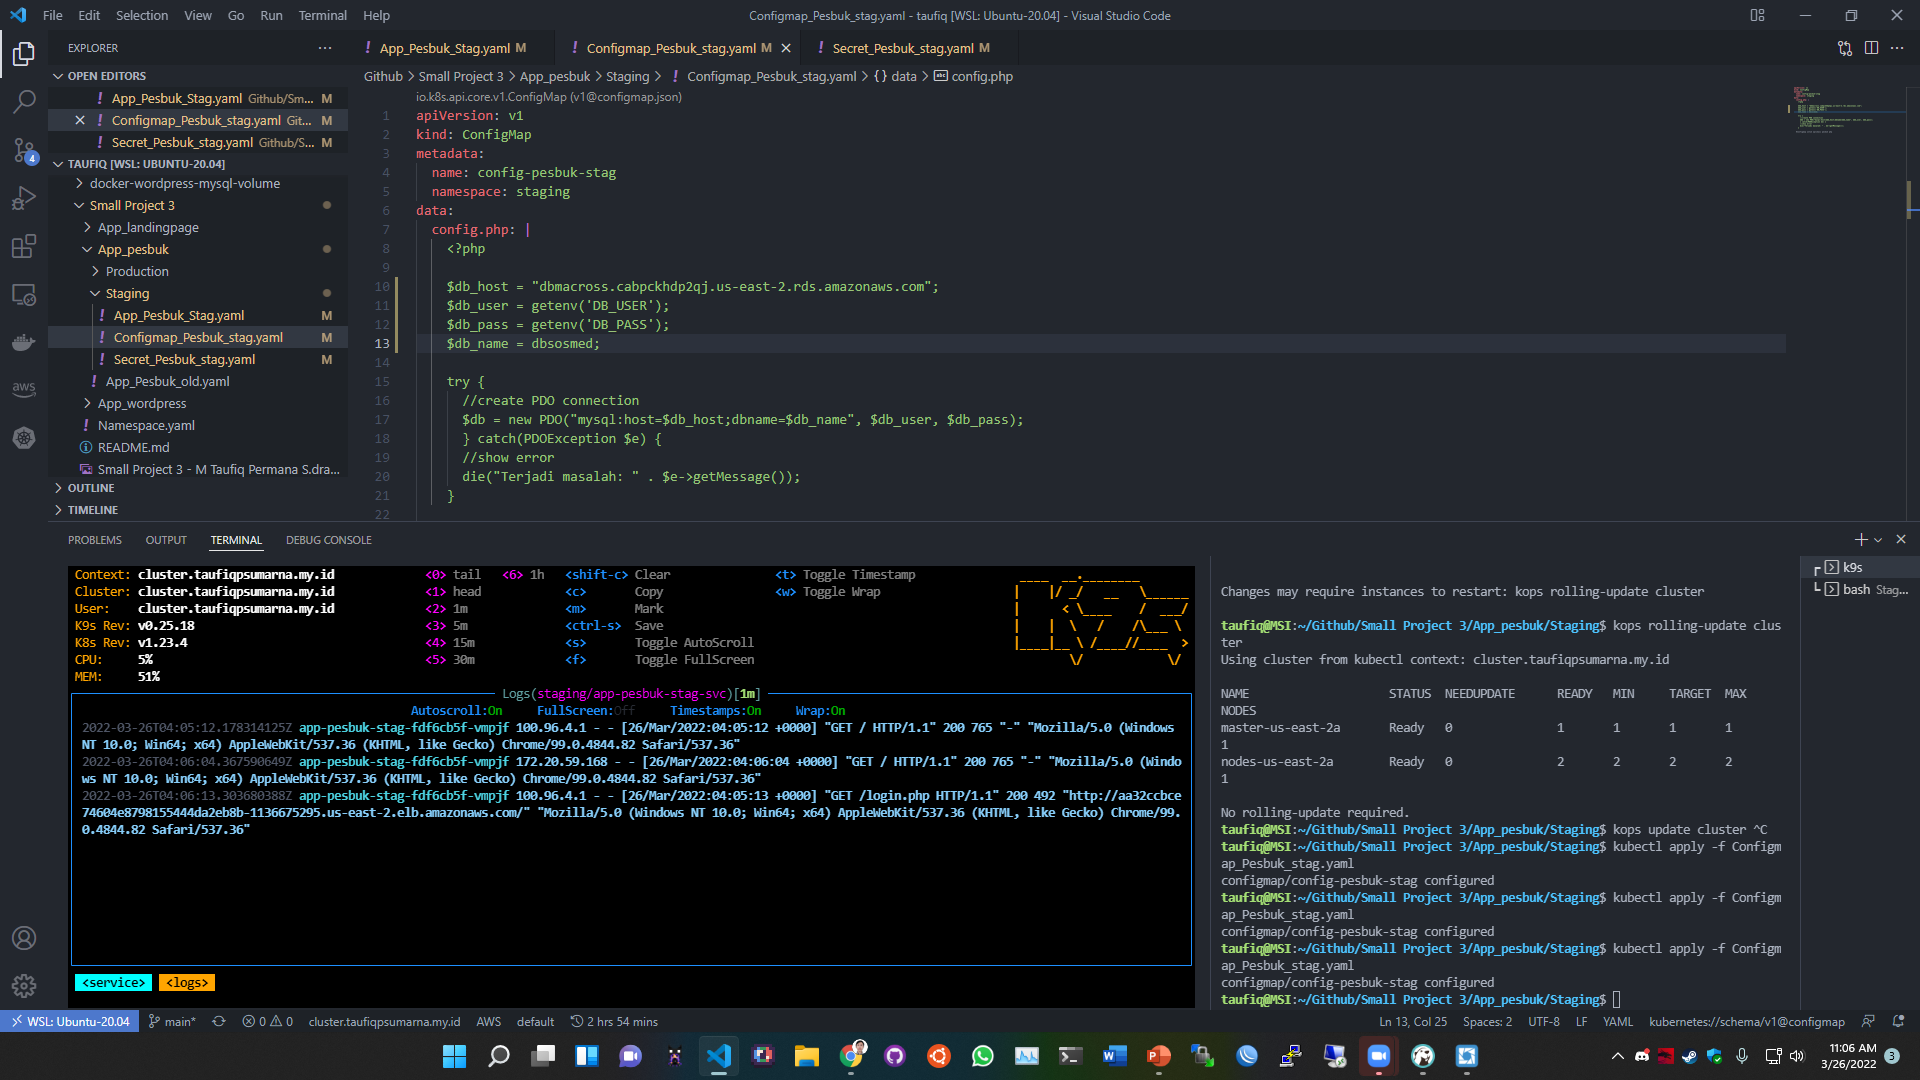 File Edit Selection View Go Run Terminal Help
Configmap_Pesbuk_stag.yaml - taufiq [WSL: Ubuntu-20.04] - Visual Studio Code
EXPLORER
! App_Pesbuk_Stag.yaml M
! Configmap_Pesbuk_stag.yaml M
! Secret_Pesbuk_stag.yaml M
OPEN EDITORS
! App_Pesbuk_Stag.yaml Github/Sm... M
! Configmap_Pesbuk_stag.yaml Git... M
! Secret_Pesbuk_stag.yaml Github/S... M
TAUFIQ [WSL: UBUNTU-20.04]
docker-wordpress-mysql-volume
Small Project 3
App_landingpage
App_pesbuk
Production
Staging
! App_Pesbuk_Stag.yaml M
! Configmap_Pesbuk_stag.yaml M
! Secret_Pesbuk_stag.yaml M
! App_Pesbuk_old.yaml
App_wordpress
! Namespace.yaml
README.md
Small Project 3 - M Taufiq Permana S.dra...
OUTLINE
TIMELINE
4
aws
Github > Small Project 3 > App_pesbuk > Staging > ! Configmap_Pesbuk_stag.yaml > {} data > config.php
io.k8s.api.core.v1.ConfigMap (v1@configmap.json)
1 apiVersion: v1
2 kind: ConfigMap
3 metadata:
4 name: config-pesbuk-stag
5 namespace: staging
6 data:
7 config.php: |
8 <?php
9
10 $db_host = "dbmacross.cabpckhdp2qj.us-east-2.rds.amazonaws.com";
11 $db_user = getenv('DB_USER');
12 $db_pass = getenv('DB_PASS');
13 $db_name = dbsosmed;
14
15 try {
16 //create PDO connection
17 $db = new PDO("mysql:host=$db_host;dbname=$db_name", $db_user, $db_pass);
18 } catch(PDOException $e) {
19 //show error
20 die("Terjadi masalah: " . $e->getMessage());
21 }
22
PROBLEMS OUTPUT TERMINAL DEBUG CONSOLE
Context: cluster.taufiqpsumarna.my.id <0> tail <6> 1h <shift-c> Clear <t> Toggle Timestamp
Cluster: cluster.taufiqpsumarna.my.id <1> head <c> Copy <w> Toggle Wrap
User: cluster.taufiqpsumarna.my.id <2> 1m <m> Mark
K9s Rev: v0.25.18 <3> 5m <ctrl-s> Save
K8s Rev: v1.23.4 <4> 15m <s> Toggle AutoScroll
CPU: 5% <5> 30m <f> Toggle FullScreen
MEM: 51%
Logs(staging/app-pesbuk-stag-svc)[1m]
Autoscroll:On FullScreen:Off Timestamps:On Wrap:On
2022-03-26T04:05:12.178314125Z app-pesbuk-stag-fdf6cb5f-vmpjf 100.96.4.1 - - [26/Mar/2022:04:05:12 +0000] "GET / HTTP/1.1" 200 765 "-" "Mozilla/5.0 (Windows
NT 10.0; Win64; x64) AppleWebKit/537.36 (KHTML, like Gecko) Chrome/99.0.4844.82 Safari/537.36"
2022-03-26T04:06:04.367590649Z app-pesbuk-stag-fdf6cb5f-vmpjf 172.20.59.168 - - [26/Mar/2022:04:06:04 +0000] "GET / HTTP/1.1" 200 765 "-" "Mozilla/5.0 (Windo
ws NT 10.0; Win64; x64) AppleWebKit/537.36 (KHTML, like Gecko) Chrome/99.0.4844.82 Safari/537.36"
2022-03-26T04:06:13.303680388Z app-pesbuk-stag-fdf6cb5f-vmpjf 100.96.4.1 - - [26/Mar/2022:04:05:13 +0000] "GET /login.php HTTP/1.1" 200 492 "http://aa32ccbce
74604e8798155444da2eb8b-1136675295.us-east-2.elb.amazonaws.com/" "Mozilla/5.0 (Windows NT 10.0; Win64; x64) AppleWebKit/537.36 (KHTML, like Gecko) Chrome/99.
0.4844.82 Safari/537.36"
<service> <logs>
Changes may require instances to restart: kops rolling-update cluster
taufiq@MSI:~/Github/Small Project 3/App_pesbuk/Staging$ kops rolling-update clus
ter
Using cluster from kubectl context: cluster.taufiqpsumarna.my.id
NAME STATUS NEEDUPDATE READY MIN TARGET MAX
NODES
master-us-east-2a Ready 0 1 1 1 1
1
nodes-us-east-2a Ready 0 2 2 2 2
1
No rolling-update required.
taufiq@MSI:~/Github/Small Project 3/App_pesbuk/Staging$ kops update cluster ^C
taufiq@MSI:~/Github/Small Project 3/App_pesbuk/Staging$ kubectl apply -f Configm
ap_Pesbuk_stag.yaml
configmap/config-pesbuk-stag configured
taufiq@MSI:~/Github/Small Project 3/App_pesbuk/Staging$ kubectl apply -f Configm
ap_Pesbuk_stag.yaml
configmap/config-pesbuk-stag configured
taufiq@MSI:~/Github/Small Project 3/App_pesbuk/Staging$ kubectl apply -f Configm
ap_Pesbuk_stag.yaml
configmap/config-pesbuk-stag configured
taufiq@MSI:~/Github/Small Project 3/App_pesbuk/Staging$
k9s
bash Stag...
WSL: Ubuntu-20.04 main* 0 0 cluster.taufiqpsumarna.my.id AWS default 2 hrs 54 mins
Ln 13, Col 25 Spaces: 2 UTF-8 LF YAML kubernetes://schema/v1@configmap
11:06 AM
3/26/2022
3